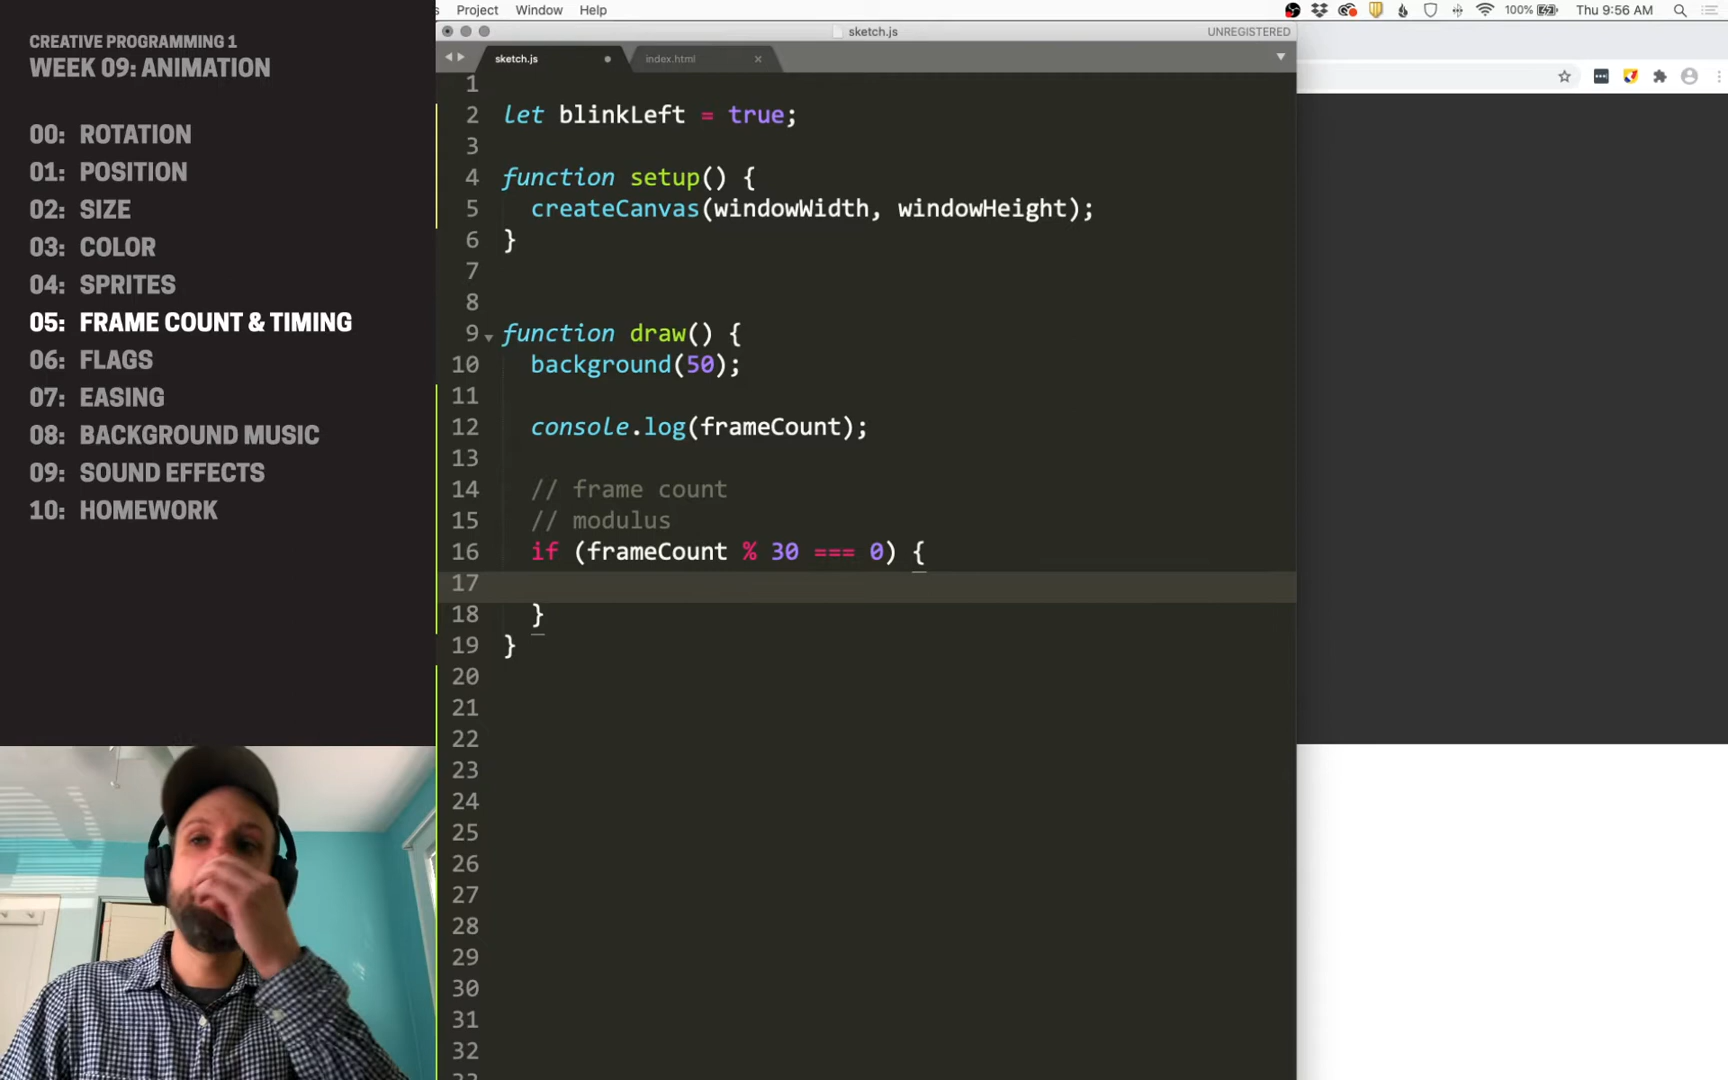 CREATIVE PROGRAMMING 1
WEEK 09: ANIMATION
00: ROTATION
01: POSITION
02: SIZE
03: COLOR
04: SPRITES
05: FRAME COUNT & TIMING
06: FLAGS
07: EASING
08: BACKGROUND MUSIC
09: SOUND EFFECTS
10: HOMEWORK
s Project Window Help
100% Thu 9:56 AM
sketch.js
UNREGISTERED
sketch.js
index.html
1
2 let blinkLeft = true;
3
4 function setup() {
5 createCanvas(windowWidth, windowHeight);
6 }
7
8
9 function draw() {
10 background(50);
11
12 console.log(frameCount);
13
14 // frame count
15 // modulus
16 if (frameCount % 30 === 0) {
17
18 }
19 }
20
21
22
23
24
25
26
27
28
29
30
31
32